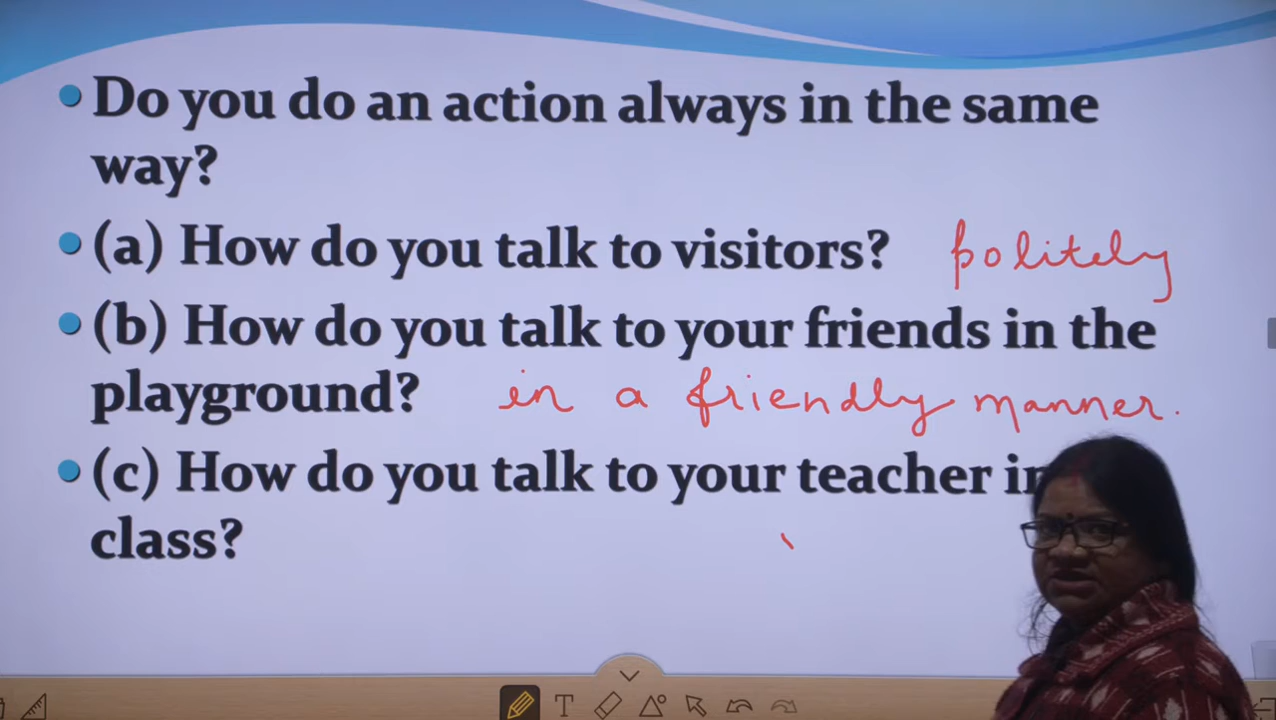 Do you do an action always in the same
way?
(a) How do you talk to visitors? politely
(b) How do you talk to your friends in the
playground? in a friendly manner.
(c) How do you talk to your teacher in
class?